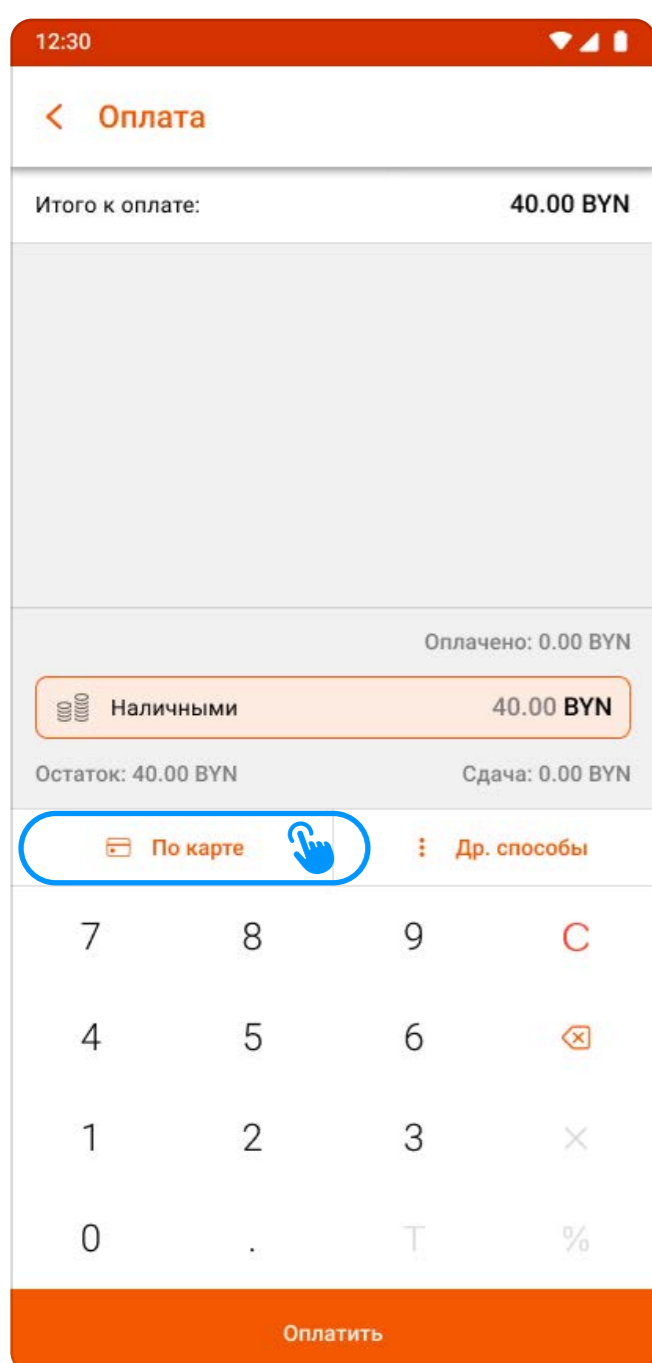 12:30
Оплата
Итого к оплате: 40.00 BYN
Оплачено: 0.00 BYN
Наличными 40.00 BYN
Остаток: 40.00 BYN Сдача: 0.00 BYN
По карте Др. способы
7 8 9 C
4 5 6
1 2 3 ×
0 . T %
Оплатить